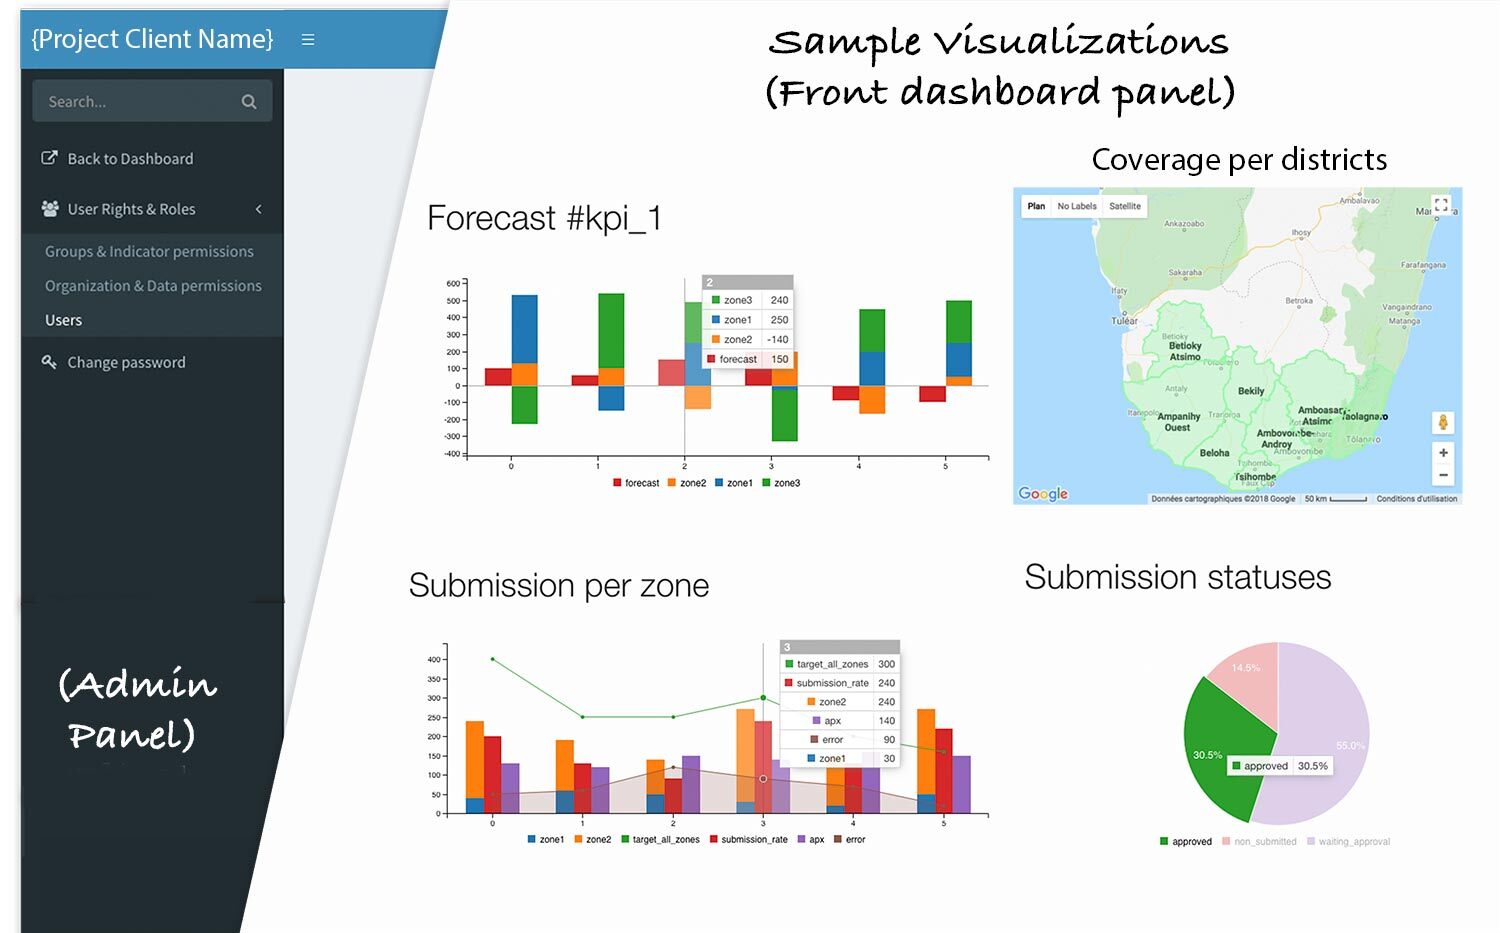 {Project Client Name}
Search...
Back to Dashboard
User Rights & Roles
Groups & Indicator permissions
Organization & Data permissions
Users
Change password
(Admin
Panel)
Sample Visualizations
(Front dashboard panel)
Forecast #kpi_1
600
500
400
300
200
100
0
-100
-200
-300
-400
0 1 2 3 4 5
2
zone3 240
zone1 250
zone2 -140
forecast 150
forecast zone2 zone1 zone3
Coverage per districts
Plan No Labels Satellite
Ambalavao
Ankazoabo
Ihosy
Farafangana
Sakaraha
Ifaty
Betroka
Vangaindrano
Matanga
Tuléar
Betioky
Betioky
Atsimo
Antaly
Bekily
Ampanihy
Ouest
Amboasary
Atsimo
Taolagnaro
Tôlanaro
Ambovombe-
Androy
Ambovombe
Beloha
Tsihombe
Tsihombe
Faux Cap
Google
Données cartographiques ©2018 Google 50 km Conditions d'utilisation
Submission per zone
400
350
300
250
200
150
100
50
0
0 1 2 3 4 5
3
target_all_zones 300
submission_rate 240
zone2 240
apx 140
error 90
zone1 30
zone1 zone2 target_all_zones submission_rate apx error
Submission statuses
14.5%
30.5%
55.0%
approved 30.5%
approved non_submitted waiting_approval